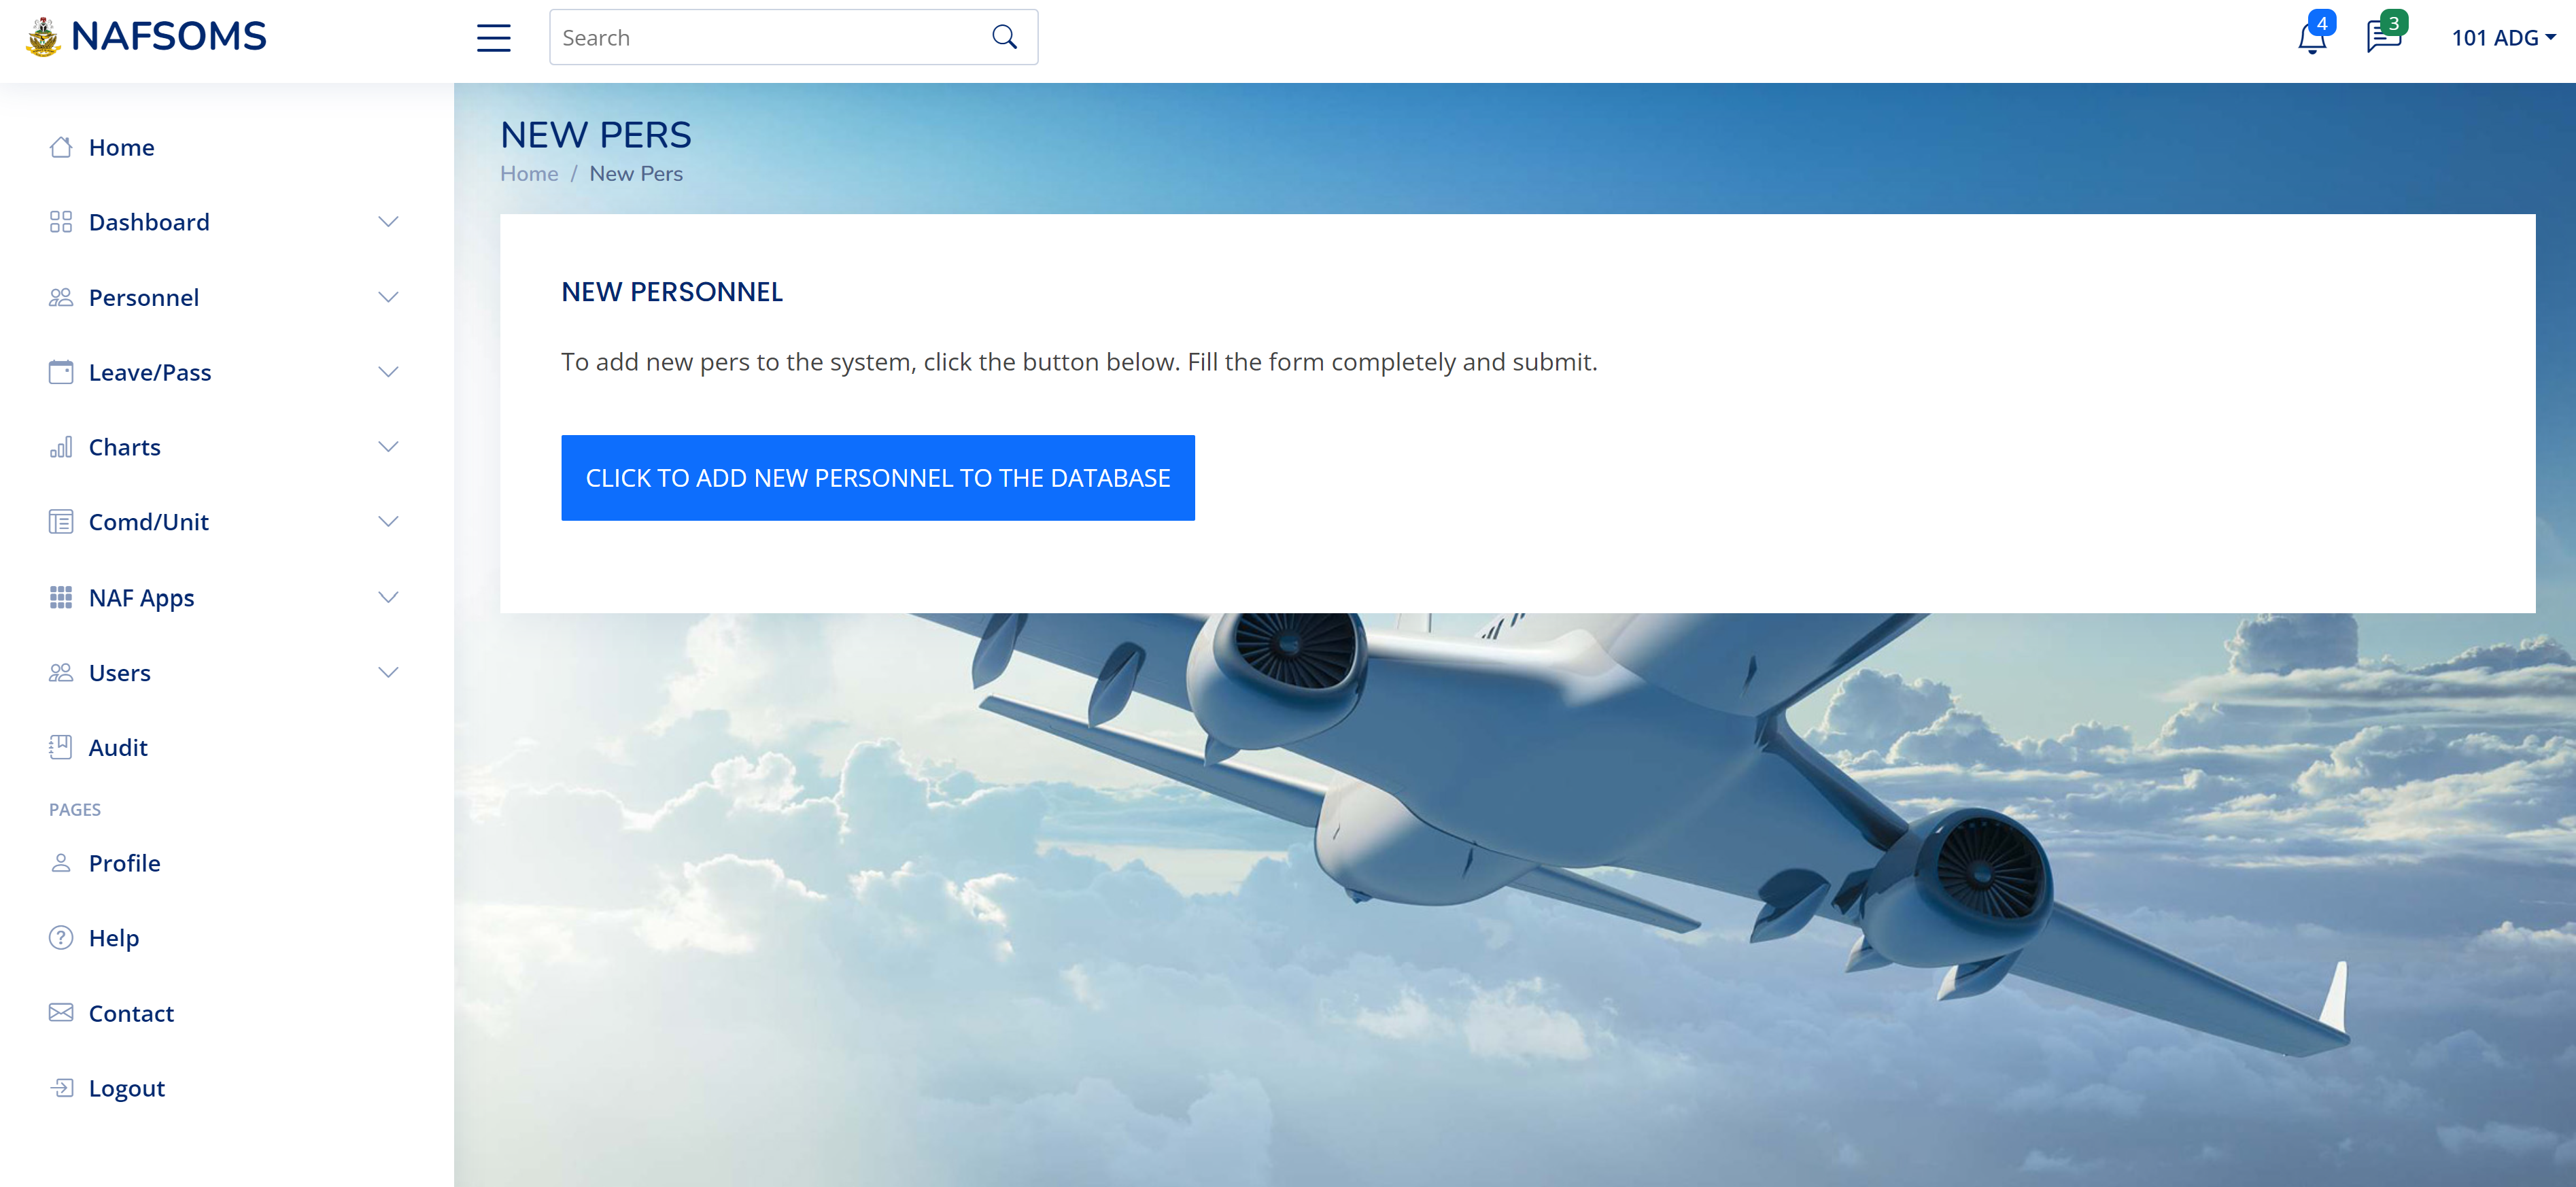 NAFSOMS
Search
4
3
101 ADG
Home
Dashboard
Personnel
Leave/Pass
Charts
Comd/Unit
NAF Apps
Users
Audit
PAGES
Profile
Help
Contact
Logout
NEW PERS
Home / New Pers
NEW PERSONNEL
To add new pers to the system, click the button below. Fill the form completely and submit.
CLICK TO ADD NEW PERSONNEL TO THE DATABASE